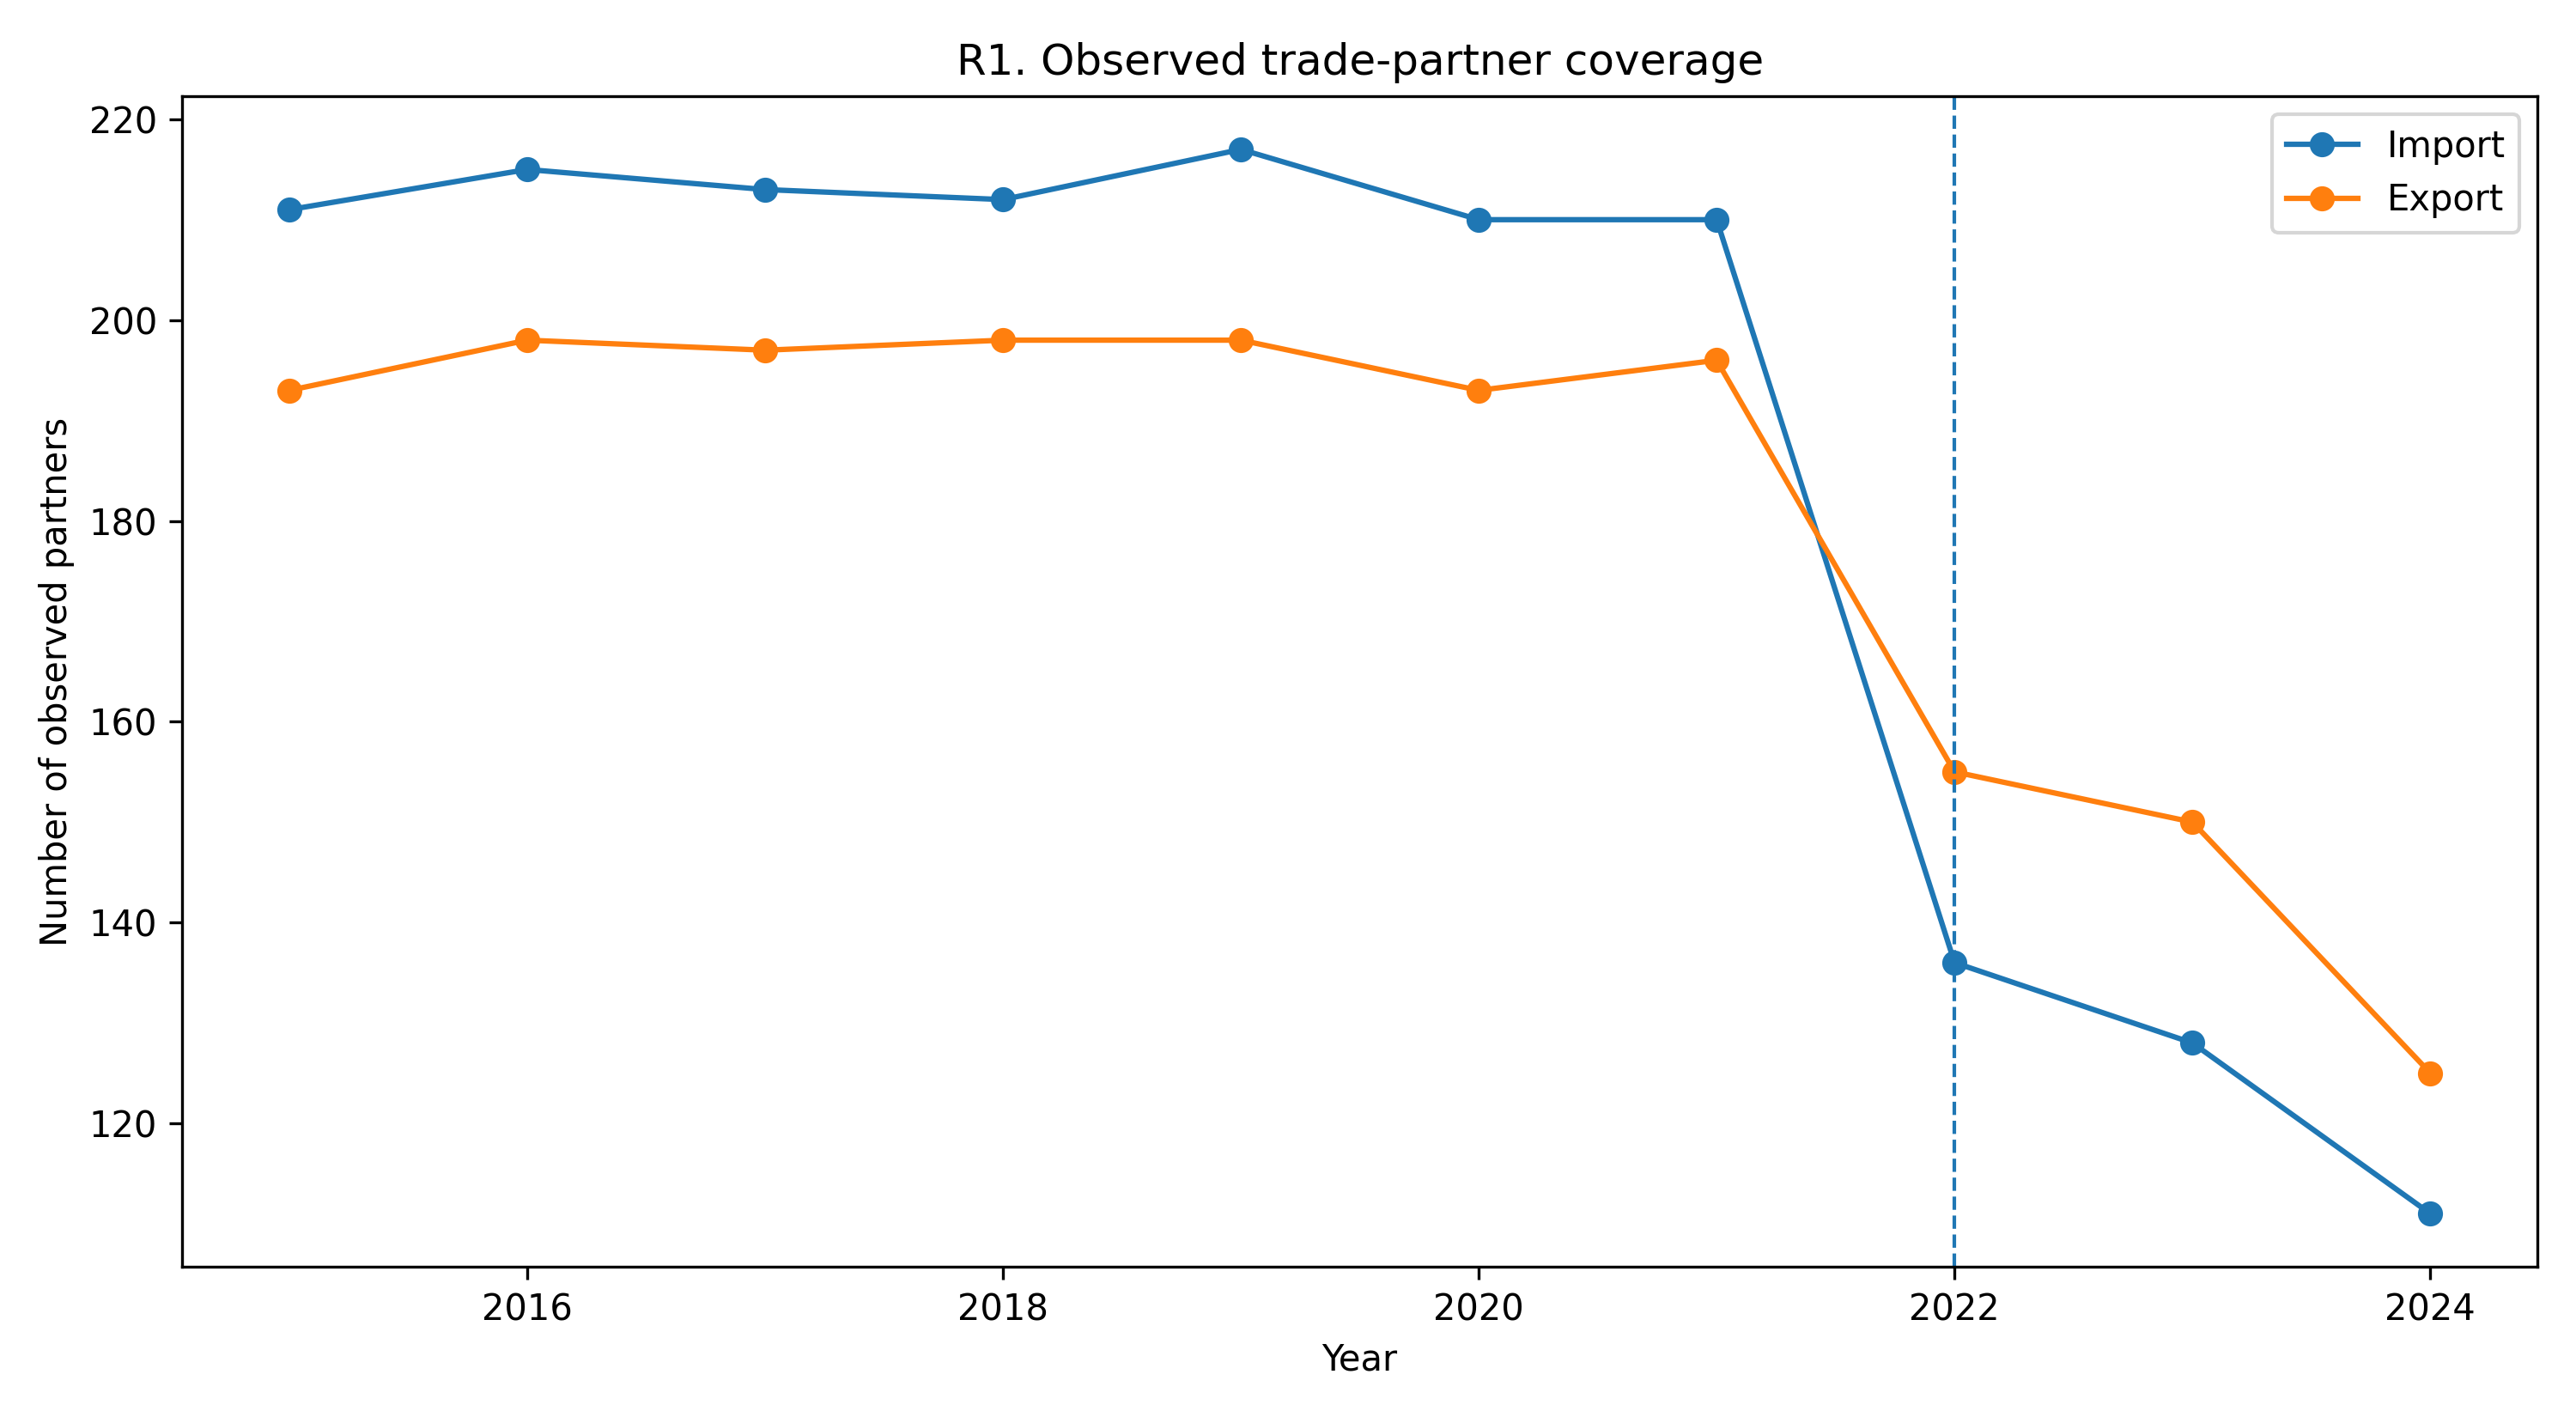 R1. Observed trade-partner coverage
220
200
180
160
140
120
Number of observed partners
Import
Export
2016
2018
2020
2022
2024
Year